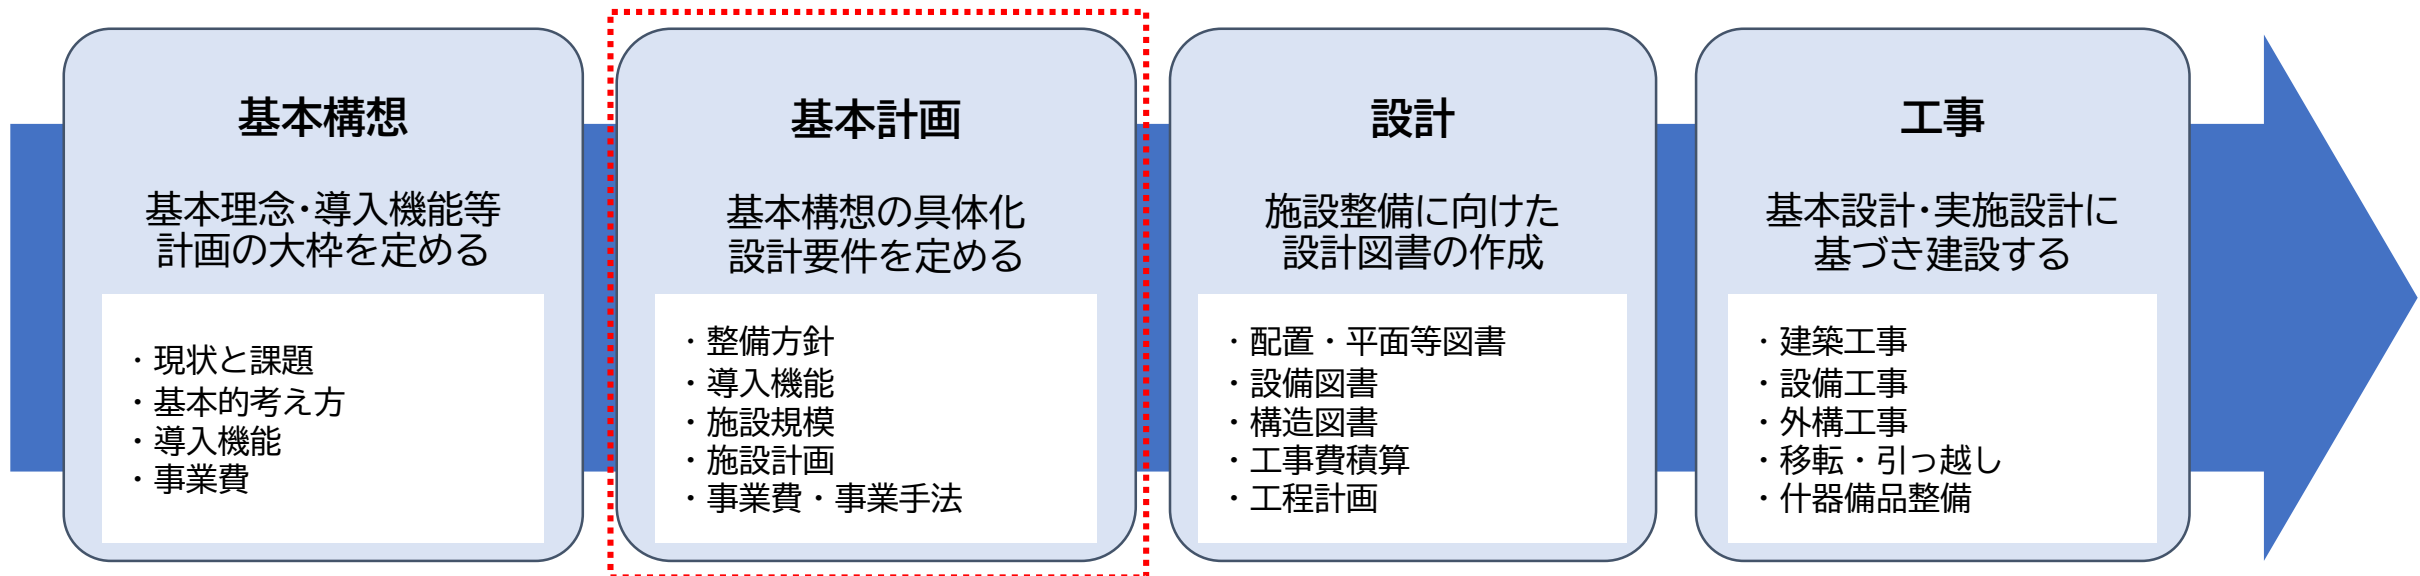 基本構想
基本理念･導入機能等
計画の大枠を定める
・現状と課題
・基本的考え方
・導入機能
・事業費
基本計画
基本構想の具体化
設計要件を定める
・整備方針
・導入機能
・施設規模
・施設計画
・事業費・事業手法
設計
施設整備に向けた
設計図書の作成
・配置・平面等図書
・設備図書
・構造図書
・工事費積算
・工程計画
工事
基本設計･実施設計に
基づき建設する
・建築工事
・設備工事
・外構工事
・移転・引っ越し
・什器備品整備